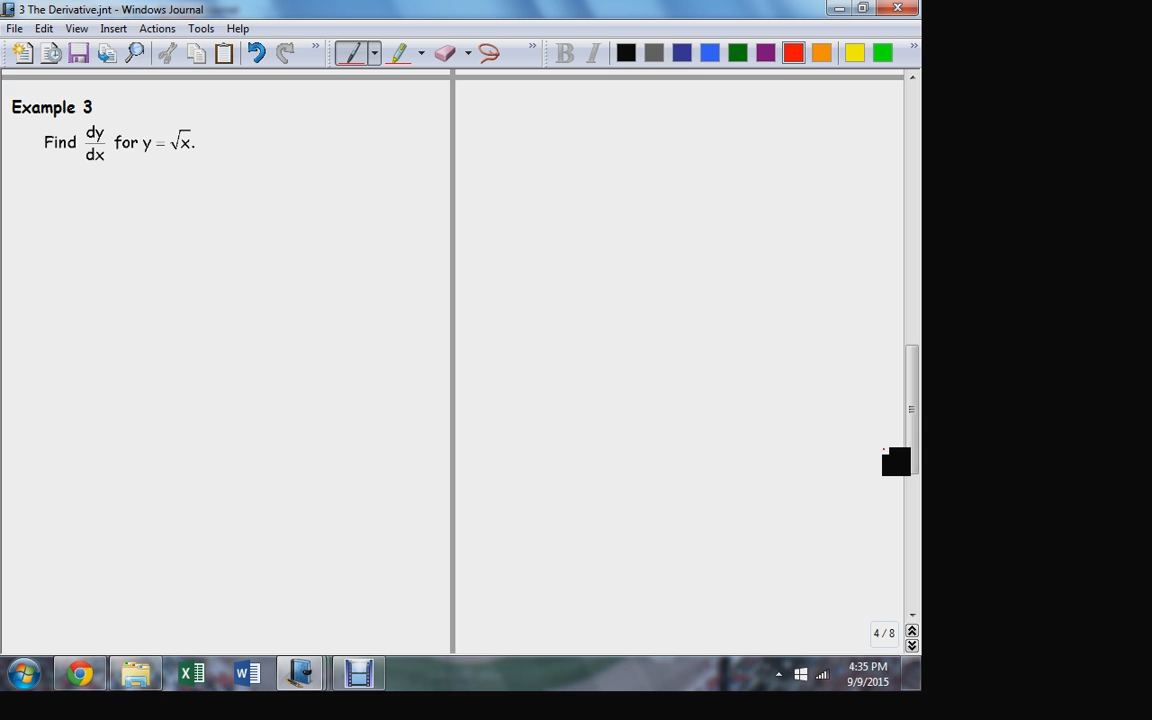 3 The Derivative.jnt - Windows Journal
File Edit View Insert Actions Tools Help
B I
Example 3
Find dy/dx for y = √x.
4 / 8
4:35 PM
9/9/2015